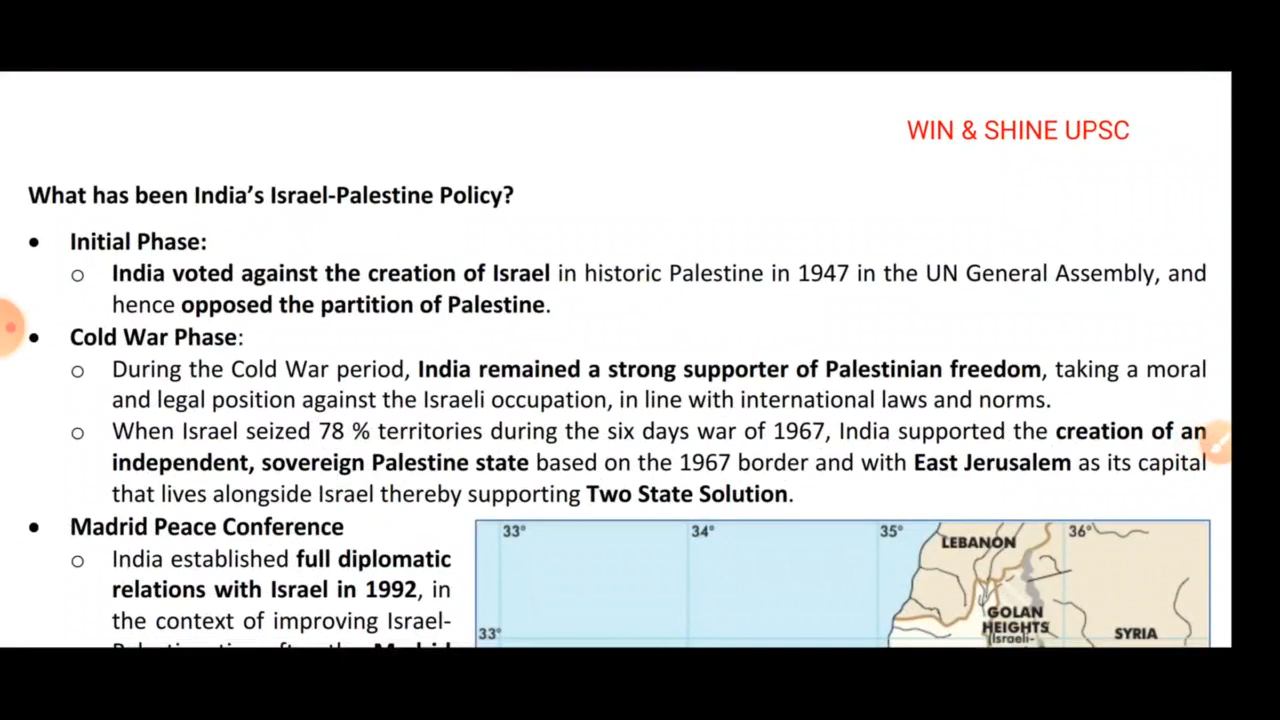 WIN & SHINE UPSC
What has been India’s Israel-Palestine Policy?
• Initial Phase:
o India voted against the creation of Israel in historic Palestine in 1947 in the UN General Assembly, and
hence opposed the partition of Palestine.
• Cold War Phase:
o During the Cold War period, India remained a strong supporter of Palestinian freedom, taking a moral
and legal position against the Israeli occupation, in line with international laws and norms.
o When Israel seized 78 % territories during the six days war of 1967, India supported the creation of an
independent, sovereign Palestine state based on the 1967 border and with East Jerusalem as its capital
that lives alongside Israel thereby supporting Two State Solution.
• Madrid Peace Conference
o India established full diplomatic
relations with Israel in 1992, in
the context of improving Israel-
33° 34° 35° 36°
LEBANON
GOLAN
HEIGHTS
(Israeli-
33° SYRIA